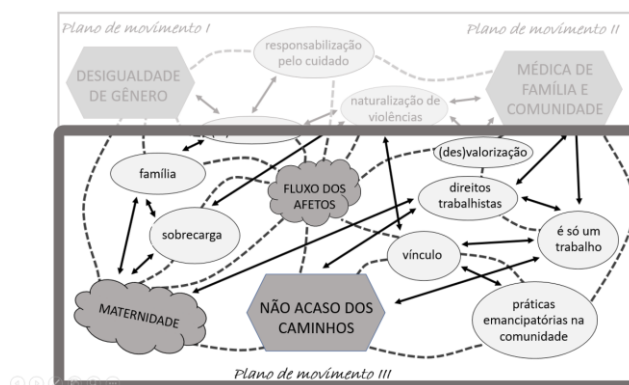 Plano de movimento I
Plano de movimento II
responsabilização
pelo cuidado
DESIGUALDADE
DE GÊNERO
MÉDICA DE
FAMÍLIA E
COMUNIDADE
naturalização de
violências
(des)valorização
família
FLUXO DOS
AFETOS
direitos
trabalhistas
sobrecarga
é só um
trabalho
vínculo
MATERNIDADE
NÃO ACASO DOS
CAMINHOS
práticas
emancipatórias na
comunidade
Plano de movimento III